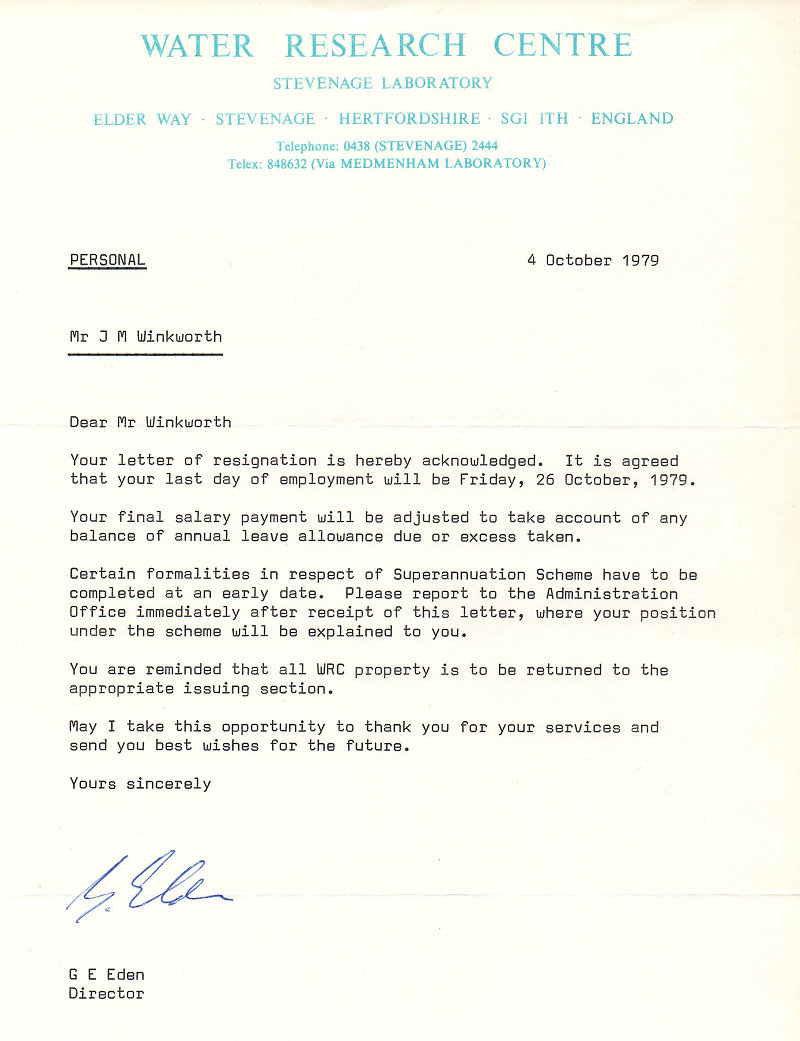 WATER RESEARCH CENTRE
STEVENAGE LABORATORY
ELDER WAY · STEVENAGE · HERTFORDSHIRE · SG1 1TH · ENGLAND
Telephone: 0438 (STEVENAGE) 2444
Telex: 848632 (Via MEDMENHAM LABORATORY)
PERSONAL 4 October 1979
Mr J M Winkworth
Dear Mr Winkworth
Your letter of resignation is hereby acknowledged. It is agreed
that your last day of employment will be Friday, 26 October, 1979.
Your final salary payment will be adjusted to take account of any
balance of annual leave allowance due or excess taken.
Certain formalities in respect of Superannuation Scheme have to be
completed at an early date. Please report to the Administration
Office immediately after receipt of this letter, where your position
under the scheme will be explained to you.
You are reminded that all WRC property is to be returned to the
appropriate issuing section.
May I take this opportunity to thank you for your services and
send you best wishes for the future.
Yours sincerely
G. Eden
G E Eden
Director